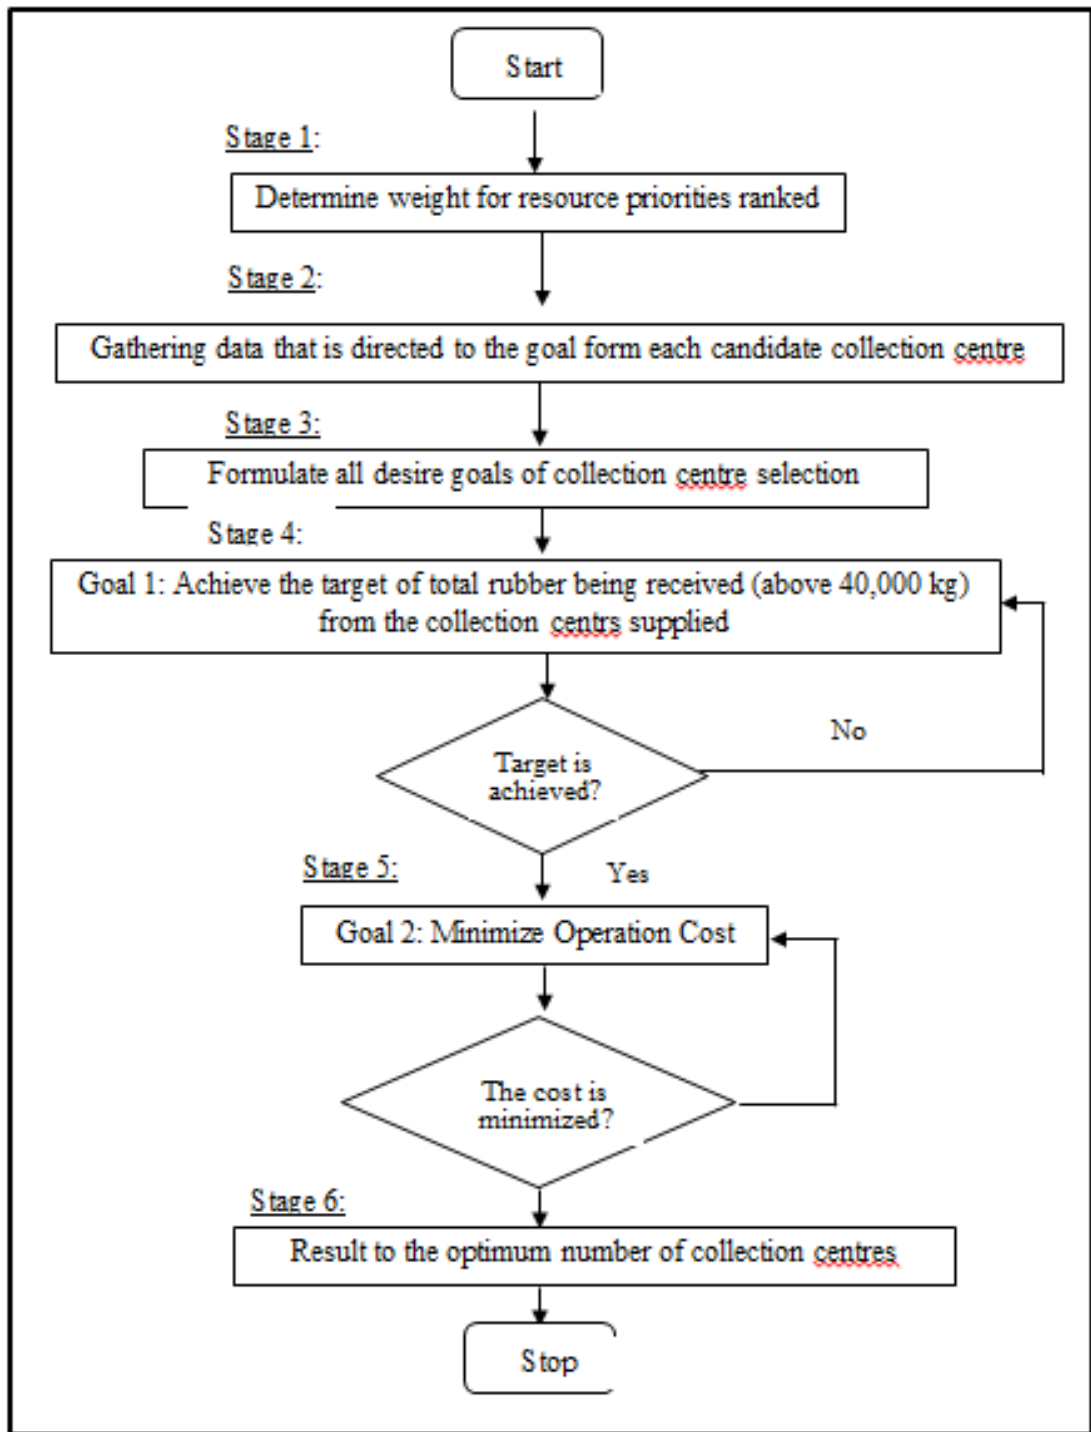 Start
Stage 1:
Determine weight for resource priorities ranked
Stage 2:
Gathering data that is directed to the goal form each candidate collection centre
Stage 3:
Formulate all desire goals of collection centre selection
Stage 4:
Goal 1: Achieve the target of total rubber being received (above 40,000 kg)
from the collection centrs supplied
Target is
achieved?
No
Stage 5:
Yes
Goal 2: Minimize Operation Cost
The cost is
minimized?
Stage 6:
Result to the optimum number of collection centres
Stop